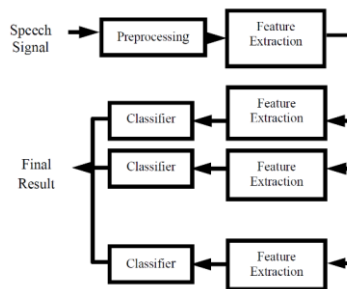 Speech
Signal
Preprocessing
Feature
Extraction
Classifier
Feature
Extraction
Classifier
Feature
Extraction
Final
Result
Classifier
Feature
Extraction